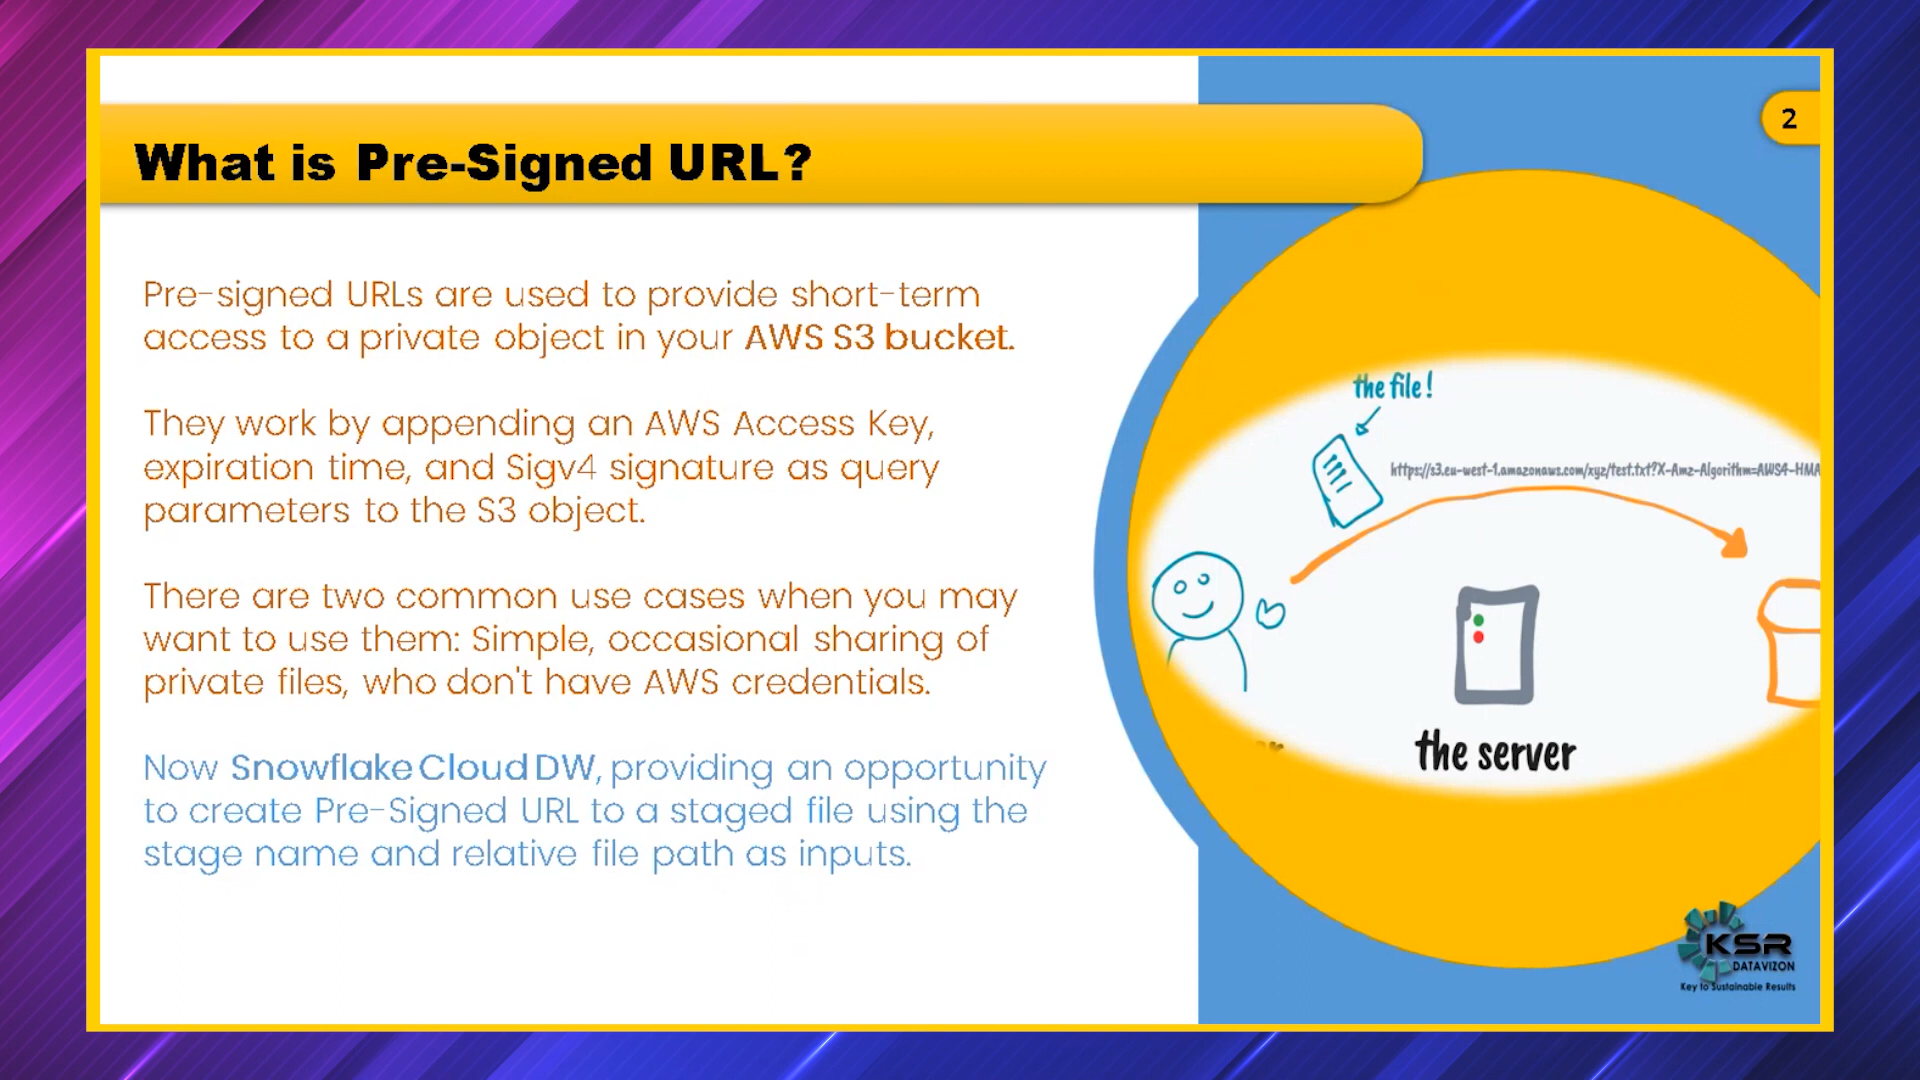 What is Pre-Signed URL?
2
Pre-signed URLs are used to provide short-term
access to a private object in your AWS S3 bucket.
They work by appending an AWS Access Key,
expiration time, and Sigv4 signature as query
parameters to the S3 object.
There are two common use cases when you may
want to use them: Simple, occasional sharing of
private files, who don't have AWS credentials.
Now Snowflake Cloud DW, providing an opportunity
to create Pre-Signed URL to a staged file using the
stage name and relative file path as inputs.
the file!
https://s3.eu-west-1.amazonaws.com/xyz/test.txt?X-Amz-Algorithm=AWS4-HMA
the server
KSR
DATAVIZON
Key to Sustainable Results